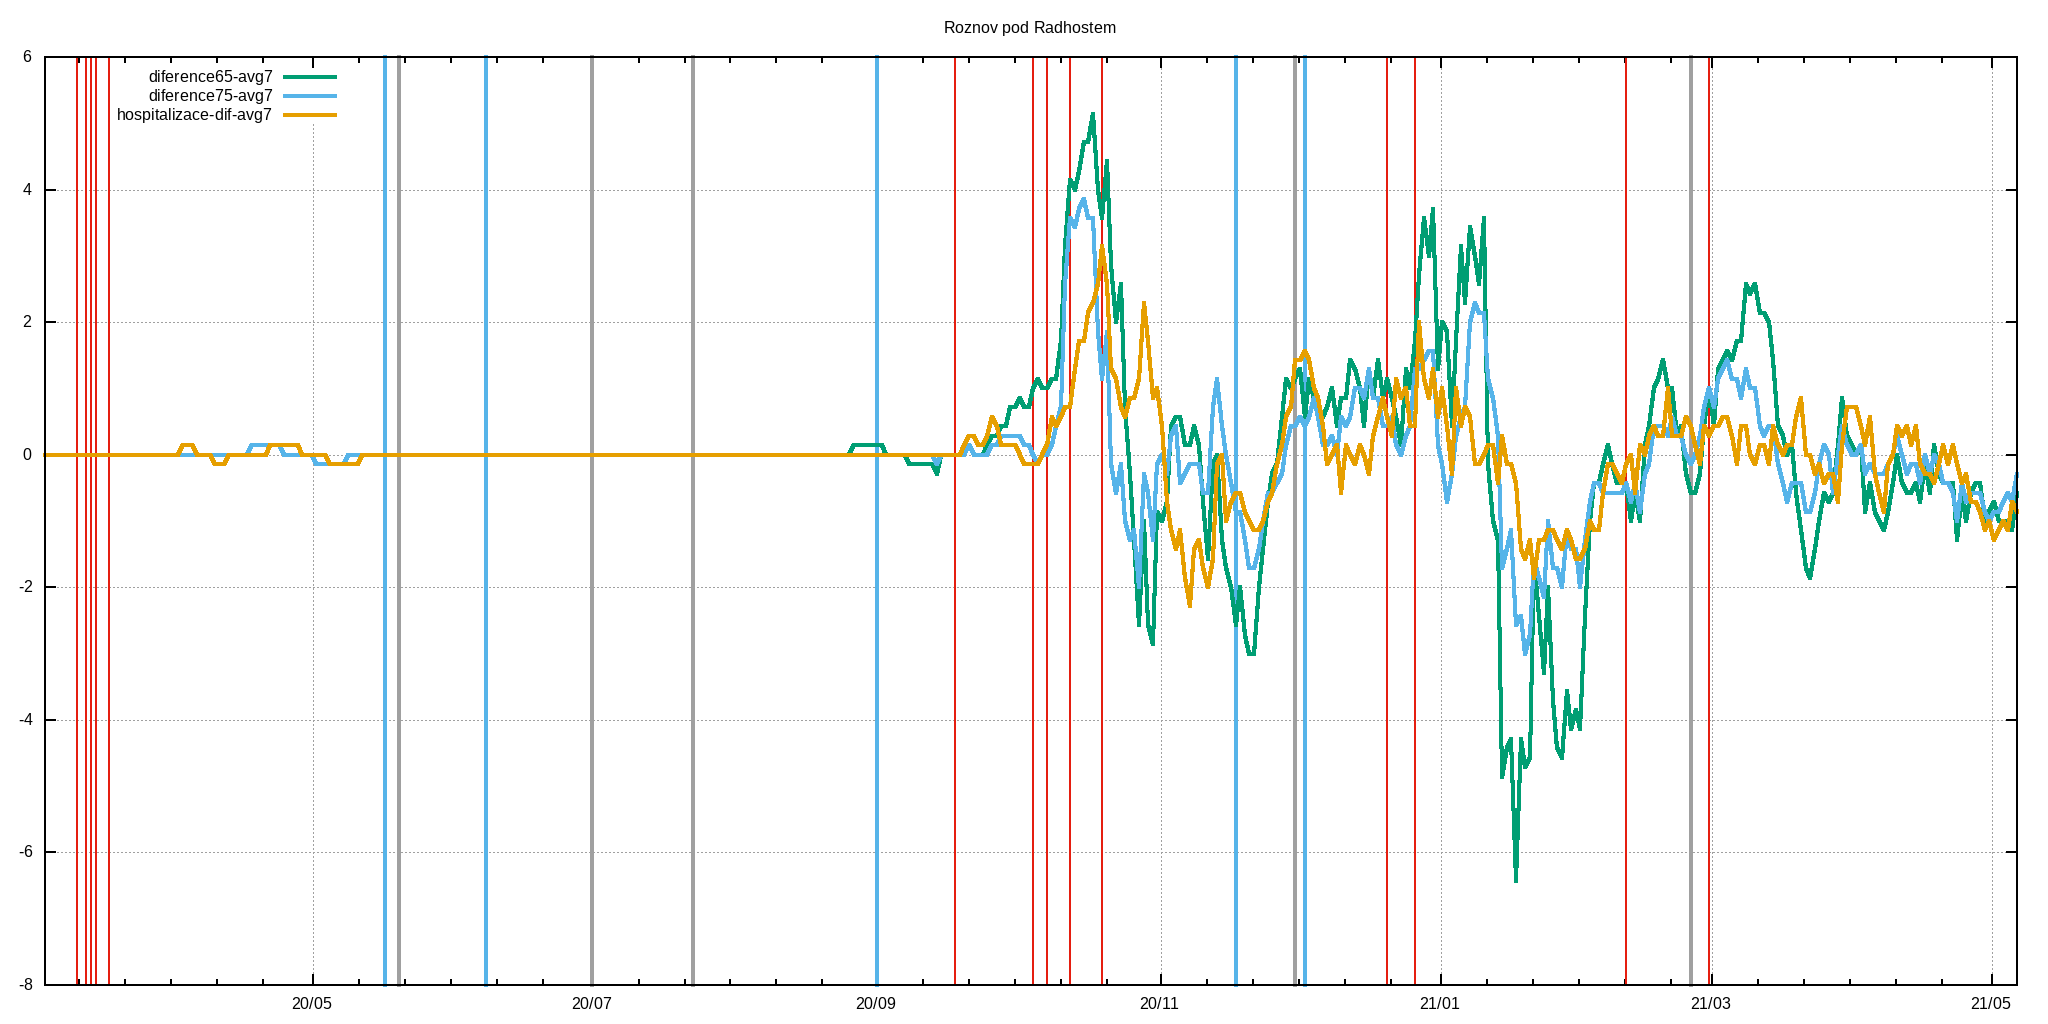 Roznov pod Radhostem
6
diference65-avg7
diference75-avg7
hospitalizace-dif-avg7
4
2
0
-2
-4
-6
-8
20/05 20/07 20/09 20/11 21/01 21/03 21/05